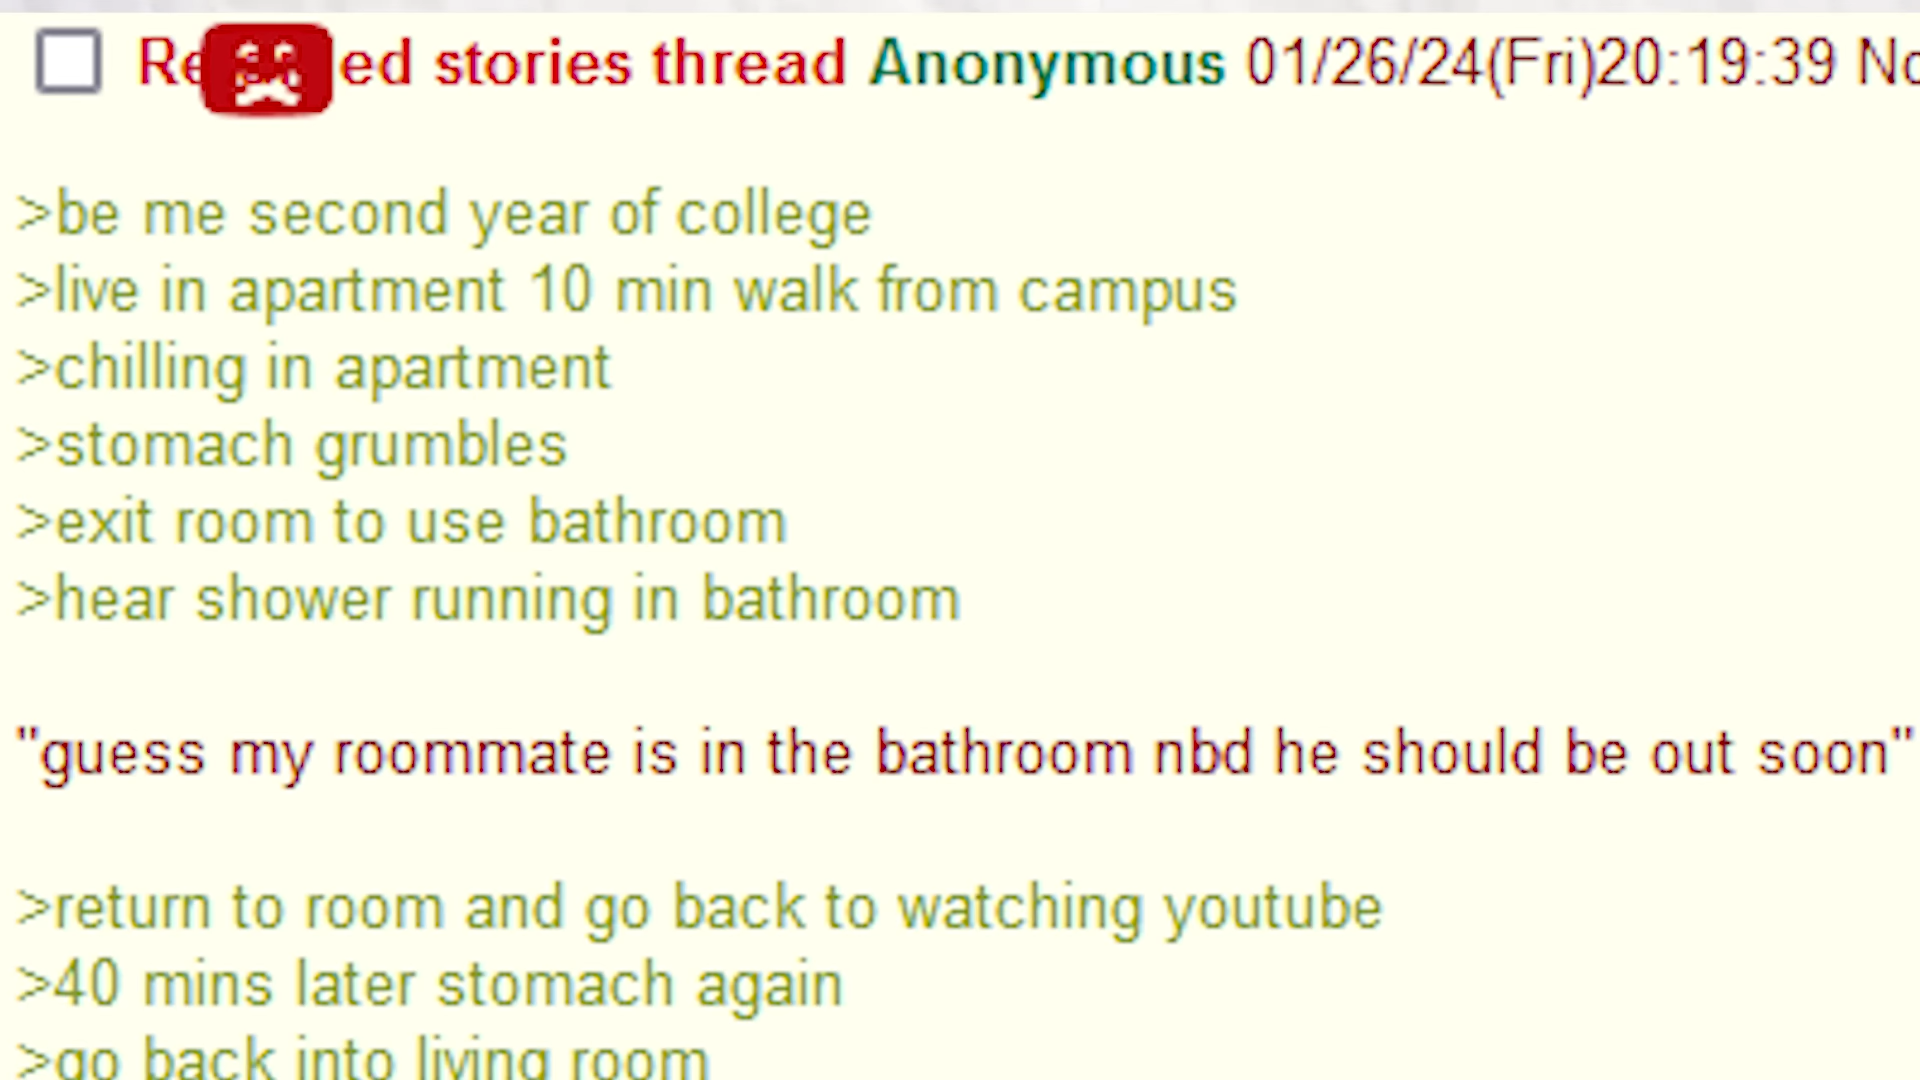 ed stories thread Anonymous 01/26/24(Fri)20:19:39 No
>be me second year of college
>live in apartment 10 min walk from campus
>chilling in apartment
>stomach grumbles
>exit room to use bathroom
>hear shower running in bathroom
"guess my roommate is in the bathroom nbd he should be out soon"
>return to room and go back to watching youtube
>40 mins later stomach again
>go back into living room